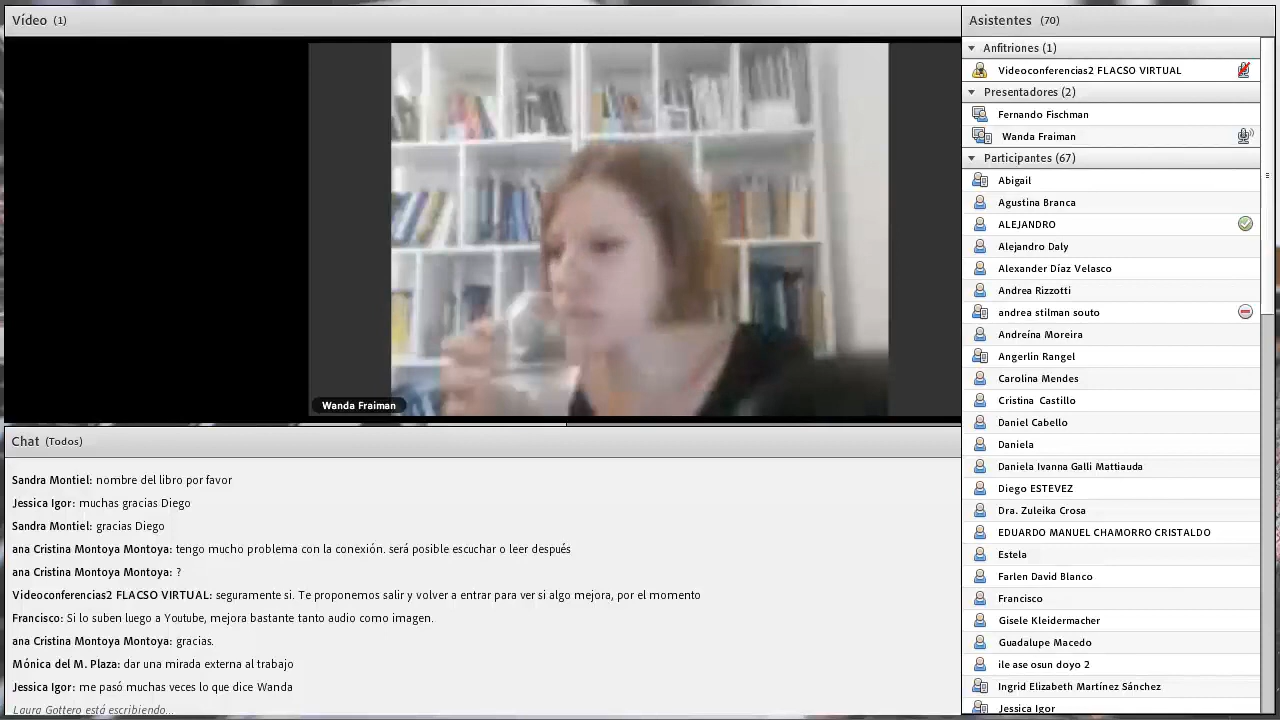 Vídeo (1)
Wanda Fraiman
Chat (Todos)
Sandra Montiel: nombre del libro por favor
Jessica Igor: muchas gracias Diego
Sandra Montiel: gracias Diego
ana Cristina Montoya Montoya: tengo mucho problema con la conexión. será posible escuchar o leer después
ana Cristina Montoya Montoya: ?
Videoconferencias2 FLACSO VIRTUAL: seguramente si. Te proponemos salir y volver a entrar para ver si algo mejora, por el momento
Francisco: Si lo suben luego a Youtube, mejora bastante tanto audio como imagen.
ana Cristina Montoya Montoya: gracias.
Mónica del M. Plaza: dar una mirada externa al trabajo
Jessica Igor: me pasó muchas veces lo que dice Wanda
Laura Gottero está escribiendo...
Asistentes (70)
Anfitriones (1)
Videoconferencias2 FLACSO VIRTUAL
Presentadores (2)
Fernando Fischman
Wanda Fraiman
Participantes (67)
Abigail
Agustina Branca
ALEJANDRO
Alejandro Daly
Alexander Díaz Velasco
Andrea Rizzotti
andrea stilman souto
Andreína Moreira
Angerlin Rangel
Carolina Mendes
Cristina Castillo
Daniel Cabello
Daniela
Daniela Ivanna Galli Mattiauda
Diego ESTEVEZ
Dra. Zuleika Crosa
EDUARDO MANUEL CHAMORRO CRISTALDO
Estela
Farlen David Blanco
Francisco
Gisele Kleidermacher
Guadalupe Macedo
ile ase osun doyo 2
Ingrid Elizabeth Martínez Sánchez
Jessica Igor